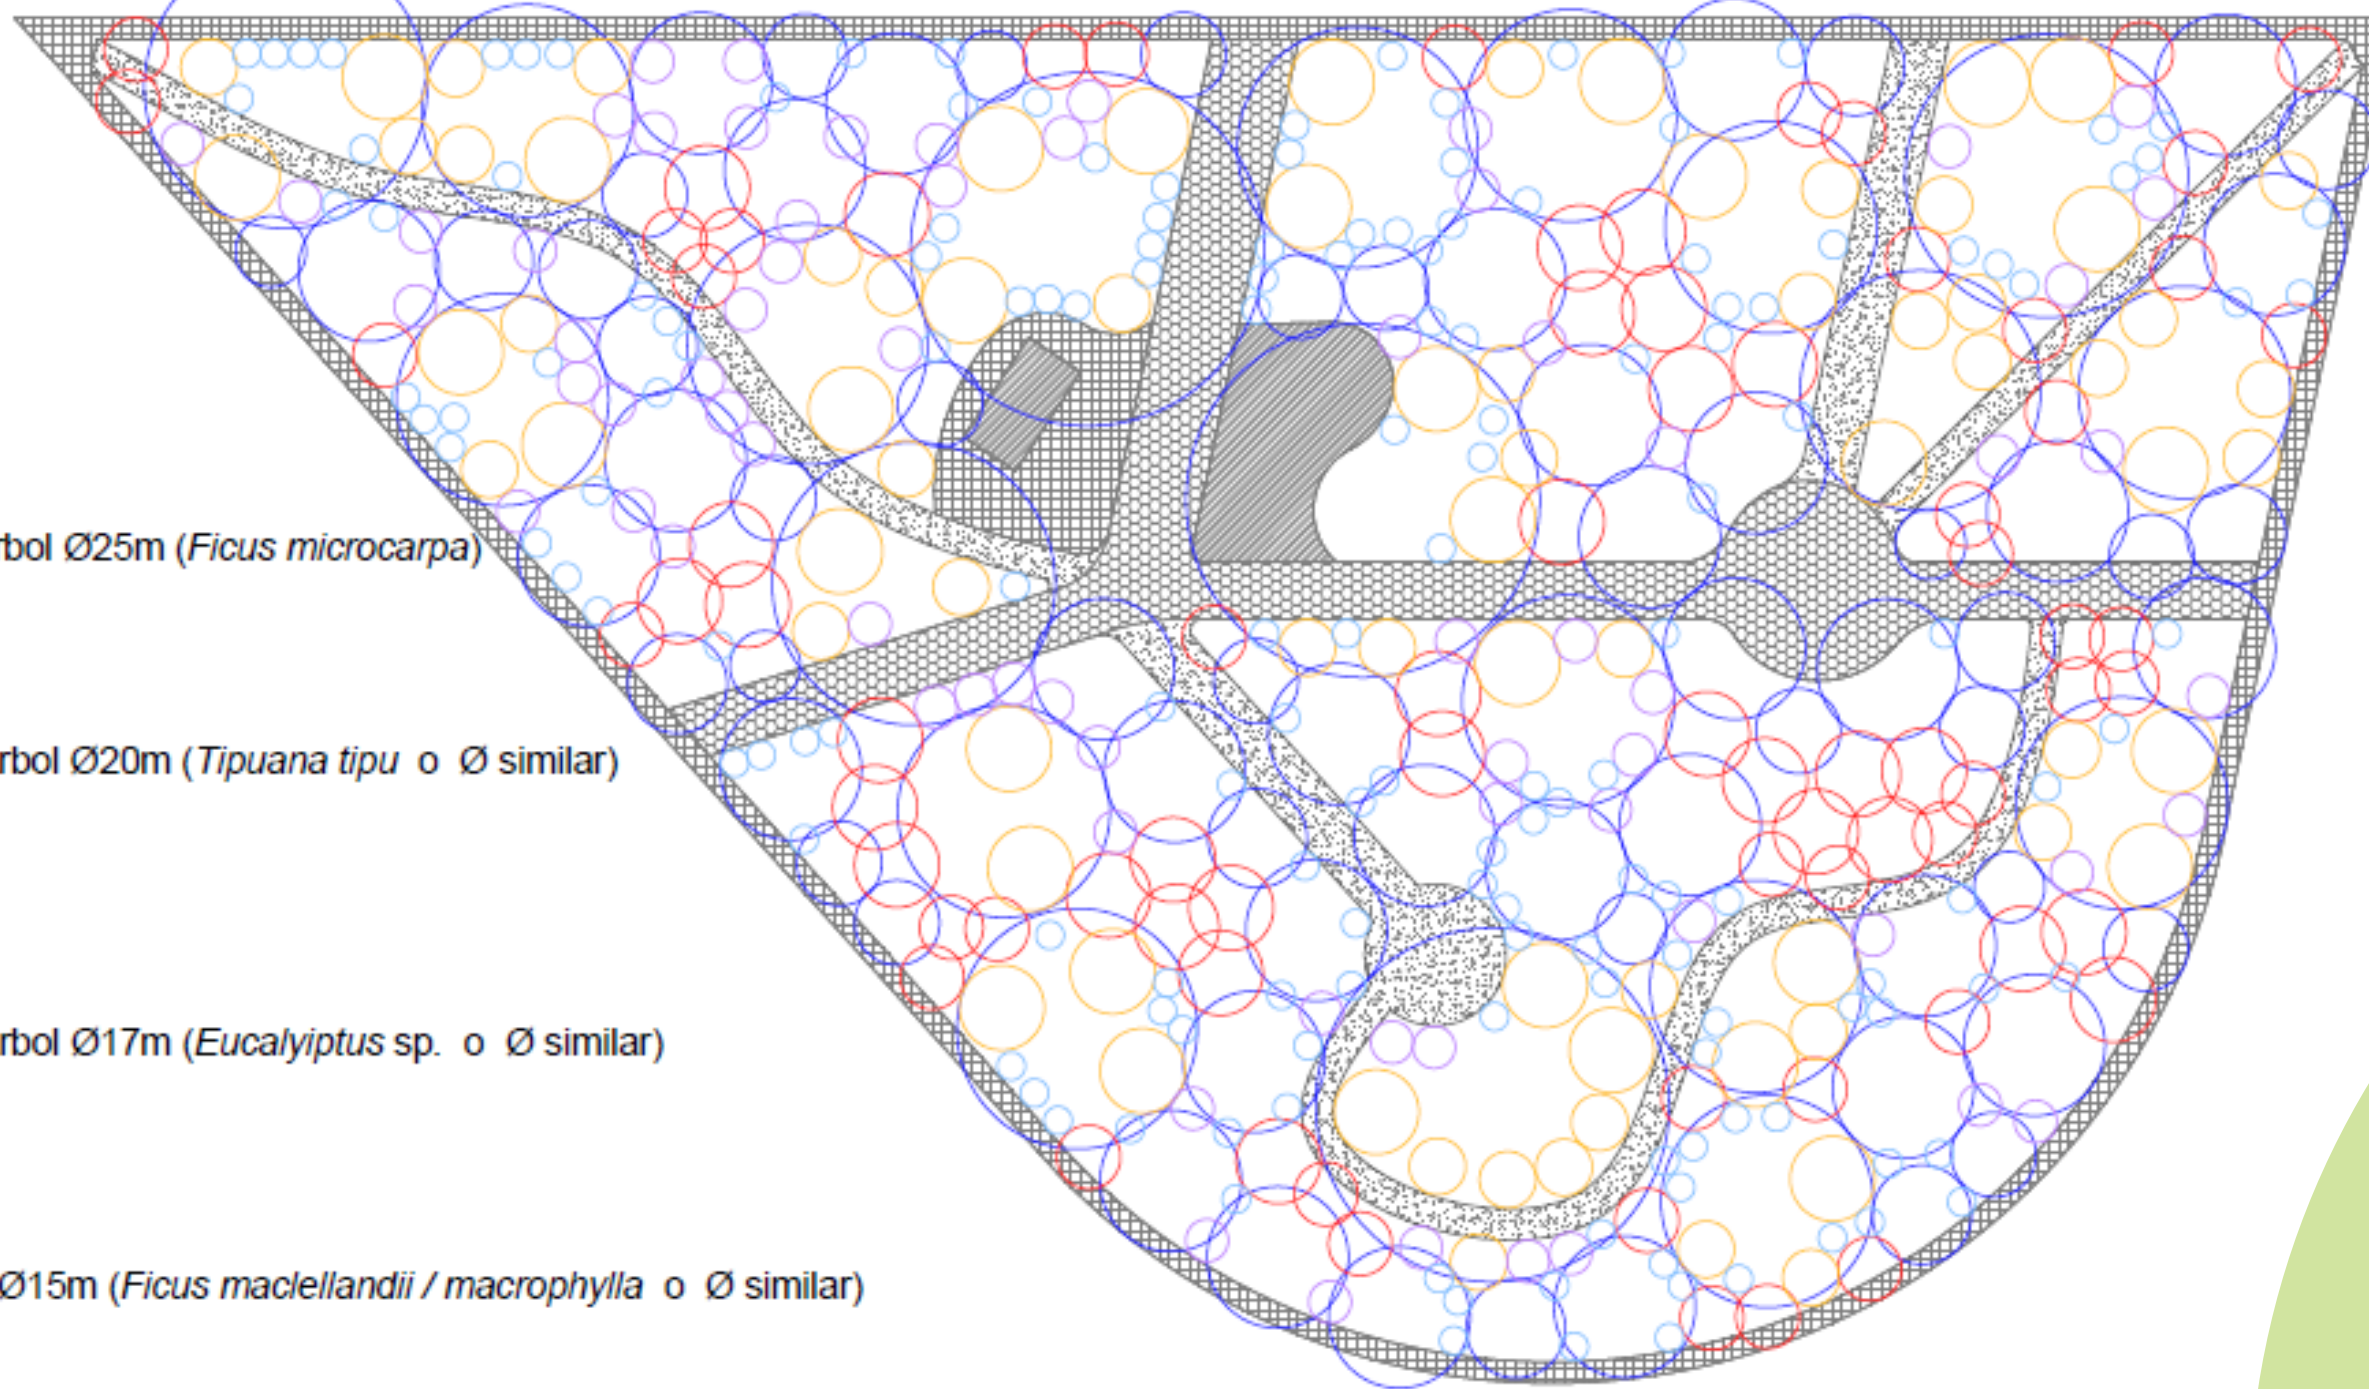 rbol Ø25m (Ficus microcarpa)
rbol Ø20m (Tipuana tipu o Ø similar)
rbol Ø17m (Eucalyiptus sp. o Ø similar)
Ø15m (Ficus maclellandii / macrophylla o Ø similar)